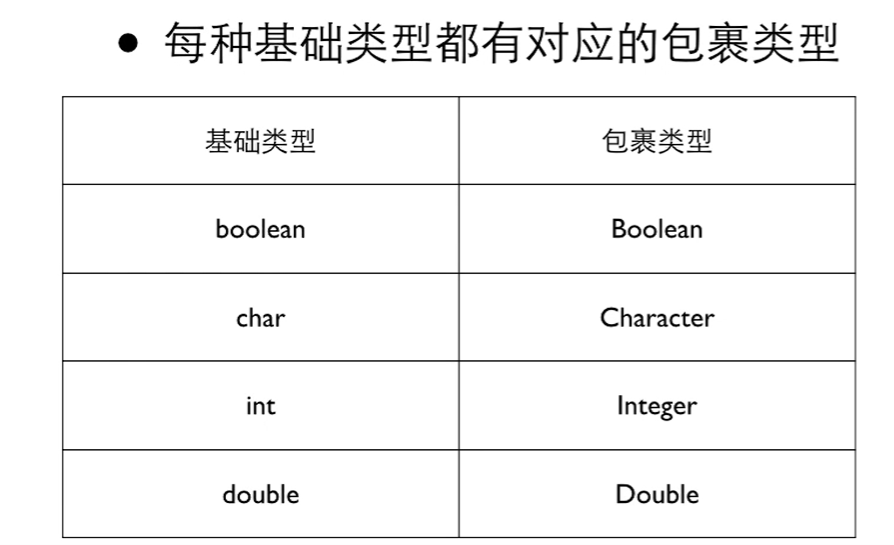 • 每种基础类型都有对应的包裹类型
基础类型 包裹类型
boolean Boolean
char Character
int Integer
double Double